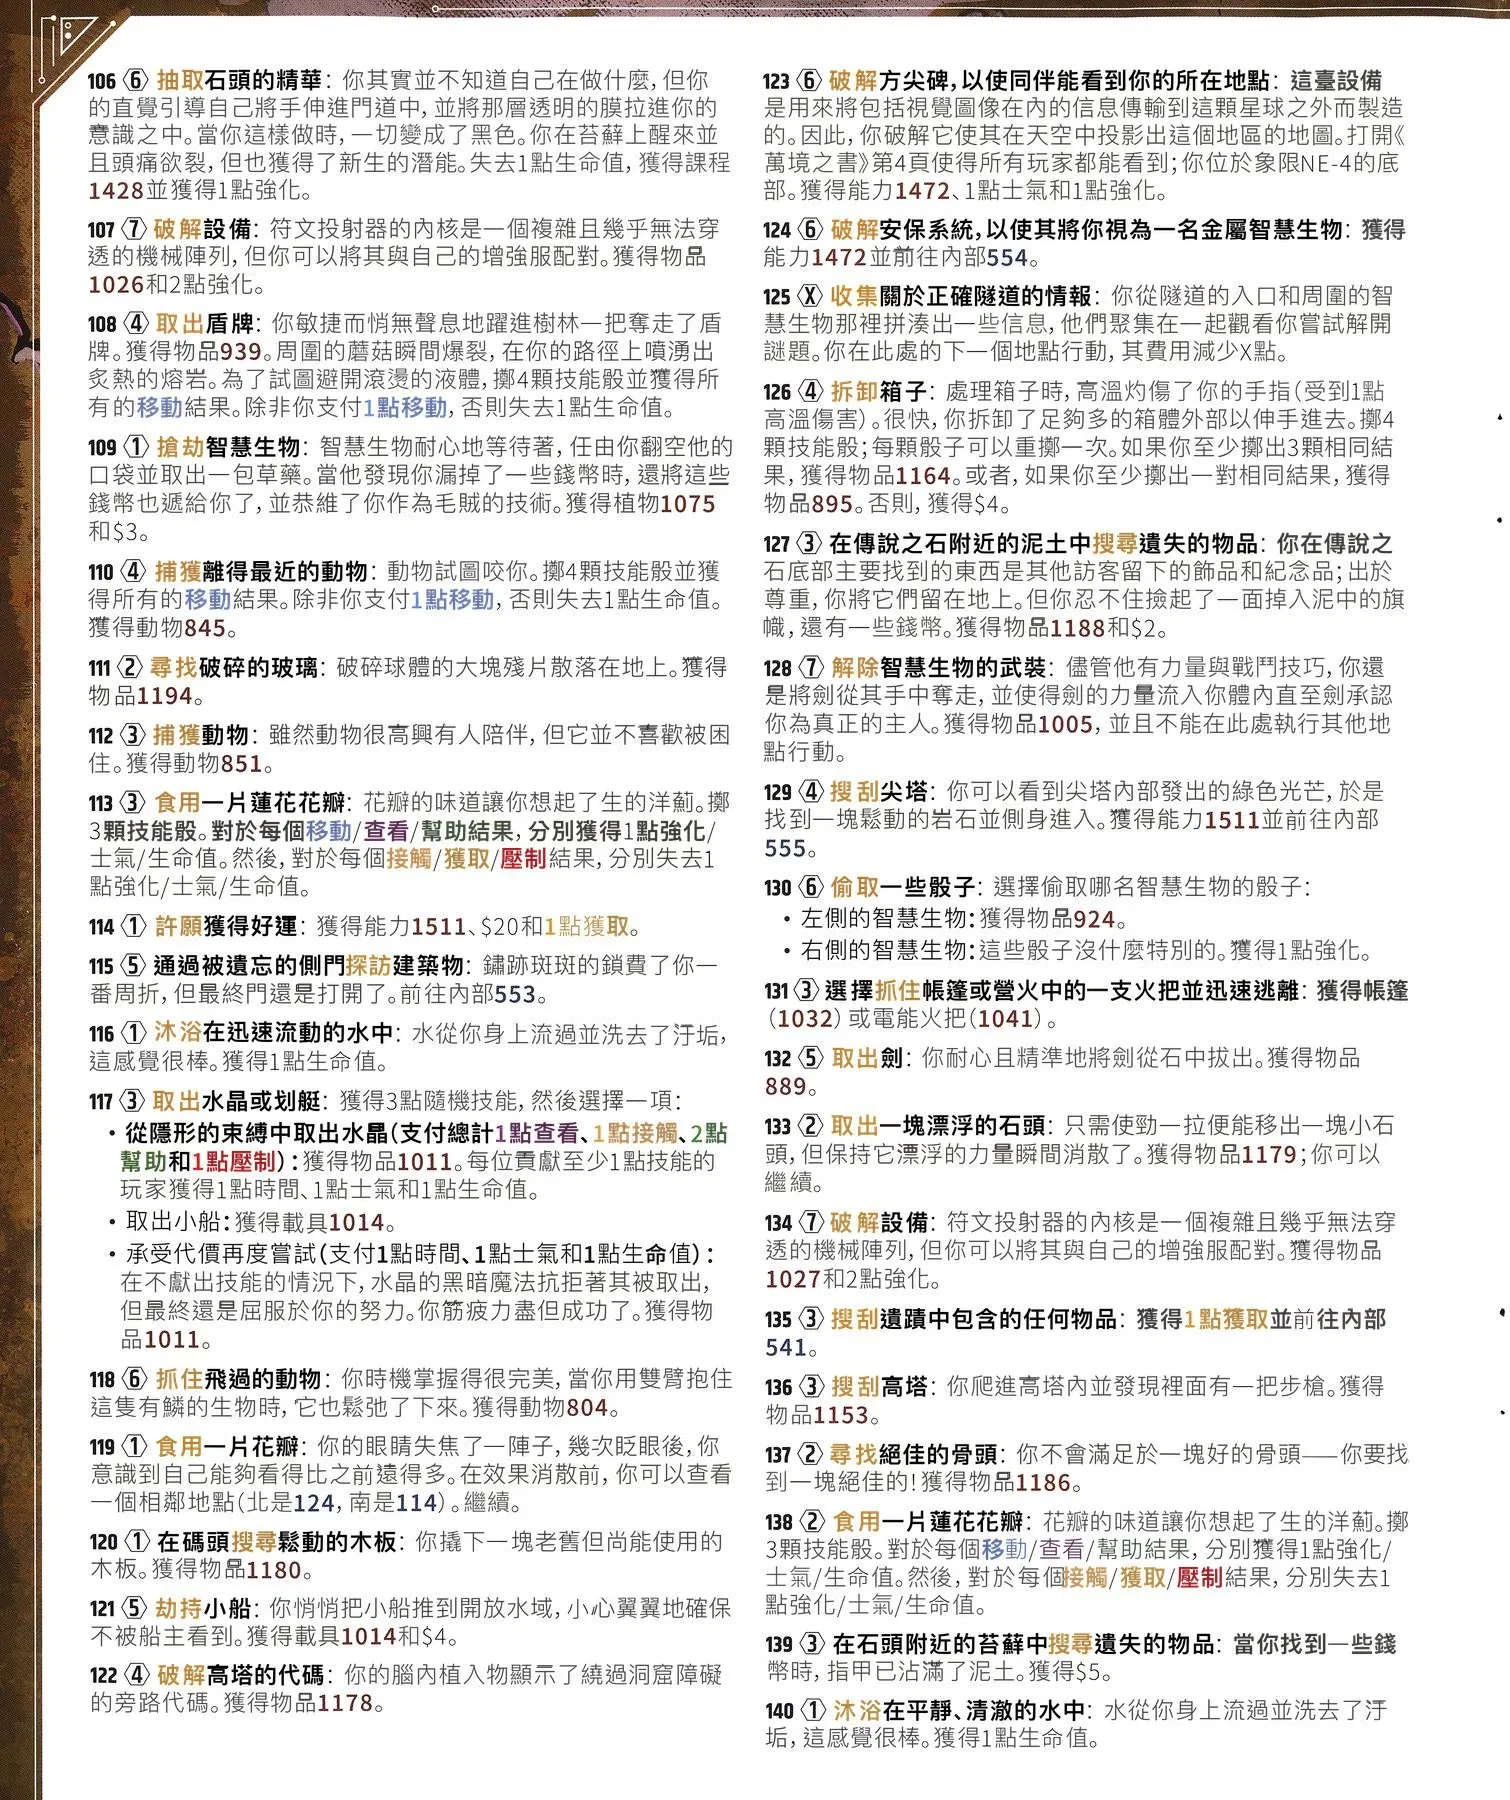 106 ⑥ 抽取石頭的精華：你其實並不知道自己在做什麼，但你
的直覺引導自己將手伸進門道中，並將那層透明的膜拉進你的
意識之中。當你這樣做時，一切變成了黑色。你在苔蘚上醒來並
且頭痛欲裂，但也獲得了新生的潛能。失去1點生命值，獲得課程
1428並獲得1點強化。
107 ⑦ 破解設備：符文投射器的內核是一個複雜且幾乎無法穿
透的機械陣列，但你可以將其與自己的增強服配對。獲得物品
1026和2點強化。
108 ④ 取出盾牌：你敏捷而悄無聲息地躍進樹林一把奪走了盾
牌。獲得物品939。周圍的蘑菇瞬間爆裂，在你的路徑上噴湧出
炙熱的熔岩。為了試圖避開滾燙的液體，擲4顆技能骰並獲得所
有的移動結果。除非你支付1點移動，否則失去1點生命值。
109 ① 搶劫智慧生物：智慧生物耐心地等待著，任由你翻空他的
口袋並取出一包草藥。當他發現你漏掉了一些錢幣時，還將這些
錢幣也遞給你了，並恭維了你作為毛賊的技術。獲得植物1075
和$3。
110 ④ 捕獲離得最近的動物：動物試圖咬你。擲4顆技能骰並獲
得所有的移動結果。除非你支付1點移動，否則失去1點生命值。
獲得動物845。
111 ② 尋找破碎的玻璃：破碎球體的大塊殘片散落在地上。獲得
物品1194。
112 ③ 捕獲動物：雖然動物很高興有人陪伴，但它並不喜歡被困
住。獲得動物851。
113 ③ 食用一片蓮花花瓣：花瓣的味道讓你想起了生的洋薊。擲
3顆技能骰。對於每個移動/查看/幫助結果，分別獲得1點強化/
士氣/生命值。然後，對於每個接觸/獲取/壓制結果，分別失去1
點強化/士氣/生命值。
114 ① 許願獲得好運：獲得能力1511、$20和1點獲取。
115 ⑤ 通過被遺忘的側門探訪建築物：鏽跡斑斑的鎖費了你一
番周折，但最終門還是打開了。前往內部553。
116 ① 沐浴在迅速流動的水中：水從你身上流過並洗去了汙垢，
這感覺很棒。獲得1點生命值。
117 ③ 取出水晶或划艇：獲得3點隨機技能，然後選擇一項：
• 從隱形的束縛中取出水晶（支付總計1點查看、1點接觸、2點
幫助和1點壓制）：獲得物品1011。每位貢獻至少1點技能的
玩家獲得1點時間、1點士氣和1點生命值。
• 取出小船：獲得載具1014。
• 承受代價再度嘗試（支付1點時間、1點士氣和1點生命值）：
在不獻出技能的情況下，水晶的黑暗魔法抗拒著其被取出，
但最終還是屈服於你的努力。你筋疲力盡但成功了。獲得物
品1011。
118 ⑥ 抓住飛過的動物：你時機掌握得很完美，當你用雙臂抱住
這隻有鱗的生物時，它也鬆弛了下來。獲得動物804。
119 ① 食用一片花瓣：你的眼睛失焦了一陣子，幾次眨眼後，你
意識到自己能夠看得比之前遠得多。在效果消散前，你可以查看
一個相鄰地點（北是124，南是114）。繼續。
120 ① 在碼頭搜尋鬆動的木板：你撬下一塊老舊但尚能使用的
木板。獲得物品1180。
121 ⑤ 劫持小船：你悄悄把小船推到開放水域，小心翼翼地確保
不被船主看到。獲得載具1014和$4。
122 ④ 破解高塔的代碼：你的腦內植入物顯示了繞過洞窟障礙
的旁路代碼。獲得物品1178。
123 ⑥ 破解方尖碑，以使同伴能看到你的所在地點：這臺設備
是用來將包括視覺圖像在內的信息傳輸到這顆星球之外而製造
的。因此，你破解它使其在天空中投影出這個地區的地圖。打開《
萬境之書》第4頁使得所有玩家都能看到；你位於象限NE-4的底
部。獲得能力1472、1點士氣和1點強化。
124 ⑥ 破解安保系統，以使其將你視為一名金屬智慧生物：獲得
能力1472並前往內部554。
125 Ⓧ 收集關於正確隧道的情報：你從隧道的入口和周圍的智
慧生物那裡拼湊出一些信息，他們聚集在一起觀看你嘗試解開
謎題。你在此處的下一個地點行動，其費用減少X點。
126 ④ 拆卸箱子：處理箱子時，高溫灼傷了你的手指（受到1點
高溫傷害）。很快，你拆卸了足夠多的箱體外部以伸手進去。擲4
顆技能骰；每顆骰子可以重擲一次。如果你至少擲出3顆相同結
果，獲得物品1164。或者，如果你至少擲出一對相同結果，獲得
物品895。否則，獲得$4。
127 ③ 在傳說之石附近的泥土中搜尋遺失的物品：你在傳說之
石底部主要找到的東西是其他訪客留下的飾品和紀念品；出於
尊重，你將它們留在地上。但你忍不住撿起了一面掉入泥中的旗
幟，還有一些錢幣。獲得物品1188和$2。
128 ⑦ 解除智慧生物的武裝：儘管他有力量與戰鬥技巧，你還
是將劍從其手中奪走，並使得劍的力量流入你體內直至劍承認
你為真正的主人。獲得物品1005，並且不能在此處執行其他地
點行動。
129 ④ 搜刮尖塔：你可以看到尖塔內部發出的綠色光芒，於是
找到一塊鬆動的岩石並側身進入。獲得能力1511並前往內部
555。
130 ⑥ 偷取一些骰子：選擇偷取哪名智慧生物的骰子：
• 左側的智慧生物：獲得物品924。
• 右側的智慧生物：這些骰子沒什麼特別的。獲得1點強化。
131 ③ 選擇抓住帳篷或營火中的一支火把並迅速逃離：獲得帳篷
（1032）或電能火把（1041）。
132 ⑤ 取出劍：你耐心且精準地將劍從石中拔出。獲得物品
889。
133 ② 取出一塊漂浮的石頭：只需使勁一拉便能移出一塊小石
頭，但保持它漂浮的力量瞬間消散了。獲得物品1179；你可以
繼續。
134 ⑦ 破解設備：符文投射器的內核是一個複雜且幾乎無法穿
透的機械陣列，但你可以將其與自己的增強服配對。獲得物品
1027和2點強化。
135 ③ 搜刮遺蹟中包含的任何物品：獲得1點獲取並前往內部
541。
136 ③ 搜刮高塔：你爬進高塔內並發現裡面有一把步槍。獲得
物品1153。
137 ② 尋找絕佳的骨頭：你不會滿足於一塊好的骨頭——你要找
到一塊絕佳的！獲得物品1186。
138 ② 食用一片蓮花花瓣：花瓣的味道讓你想起了生的洋薊。擲
3顆技能骰。對於每個移動/查看/幫助結果，分別獲得1點強化/
士氣/生命值。然後，對於每個接觸/獲取/壓制結果，分別失去1
點強化/士氣/生命值。
139 ③ 在石頭附近的苔蘚中搜尋遺失的物品：當你找到一些錢
幣時，指甲已沾滿了泥土。獲得$5。
140 ① 沐浴在平靜、清澈的水中：水從你身上流過並洗去了汙
垢，這感覺很棒。獲得1點生命值。